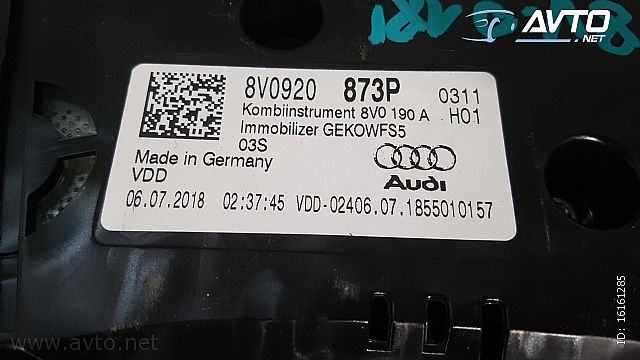 AVTO
.NET
8V0920 873P 0311
Kombiinstrument 8V0 190 A H01
Immobilizer GEKOWFS5
03S
Made in Germany
VDD
Audi
06.07.2018 02:37:45 VDD-02406.07.1855010157
www.avto.net
ID: 16161285